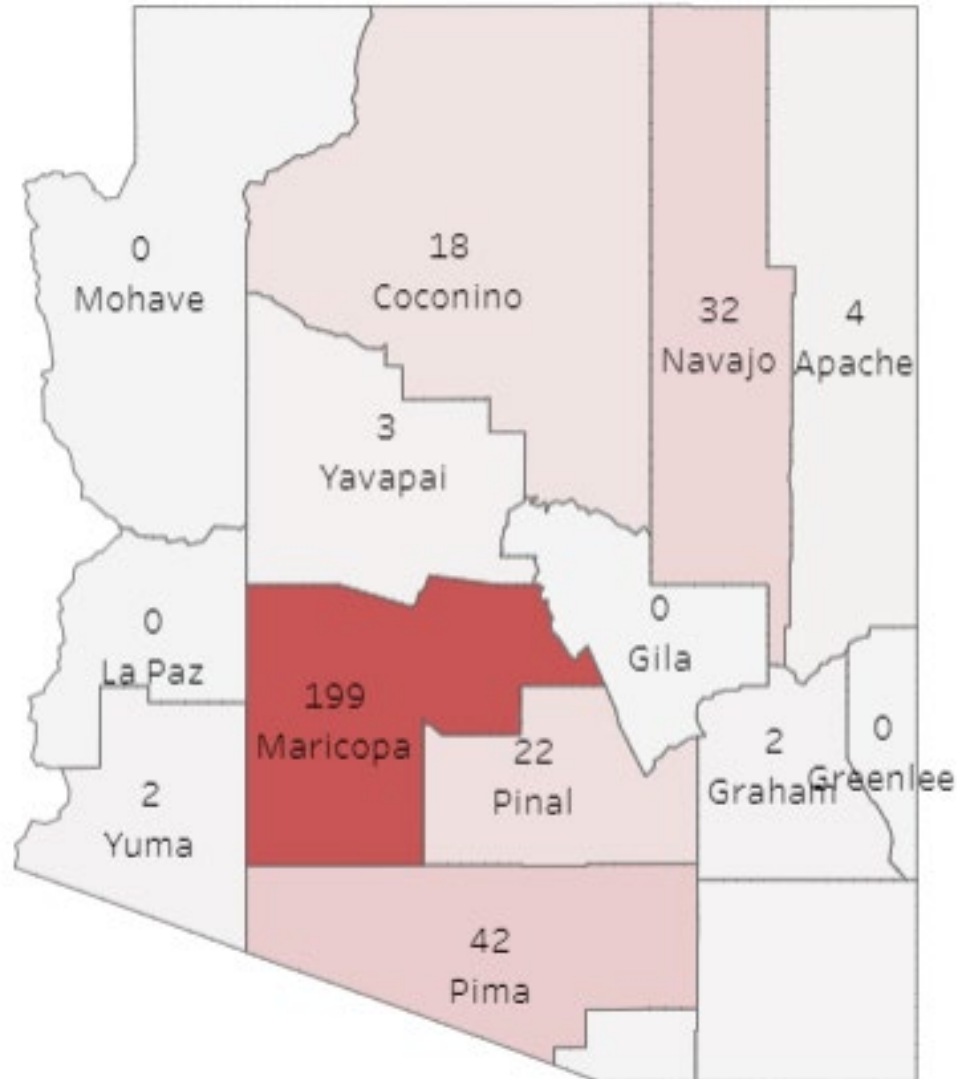 0
Mohave
18
Coconino
32
Navajo
4
Apache
3
Yavapai
0
La Paz
0
Gila
199
Maricopa
22
Pinal
2
Graham
0
Greenlee
2
Yuma
42
Pima